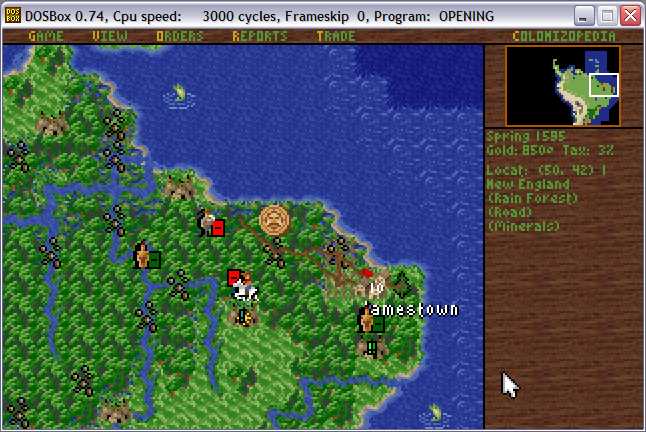 DOSBox 0.74, Cpu speed: 3000 cycles, Frameskip 0, Program: OPENING
GAME VIEW ORDERS REPORTS TRADE COLONIZOPEDIA
Spring 1595
Gold: 850¢ Tax: 3%
Locat: (50, 42) 1
New England
(Rain Forest)
(Road)
(Minerals)
Jamestown